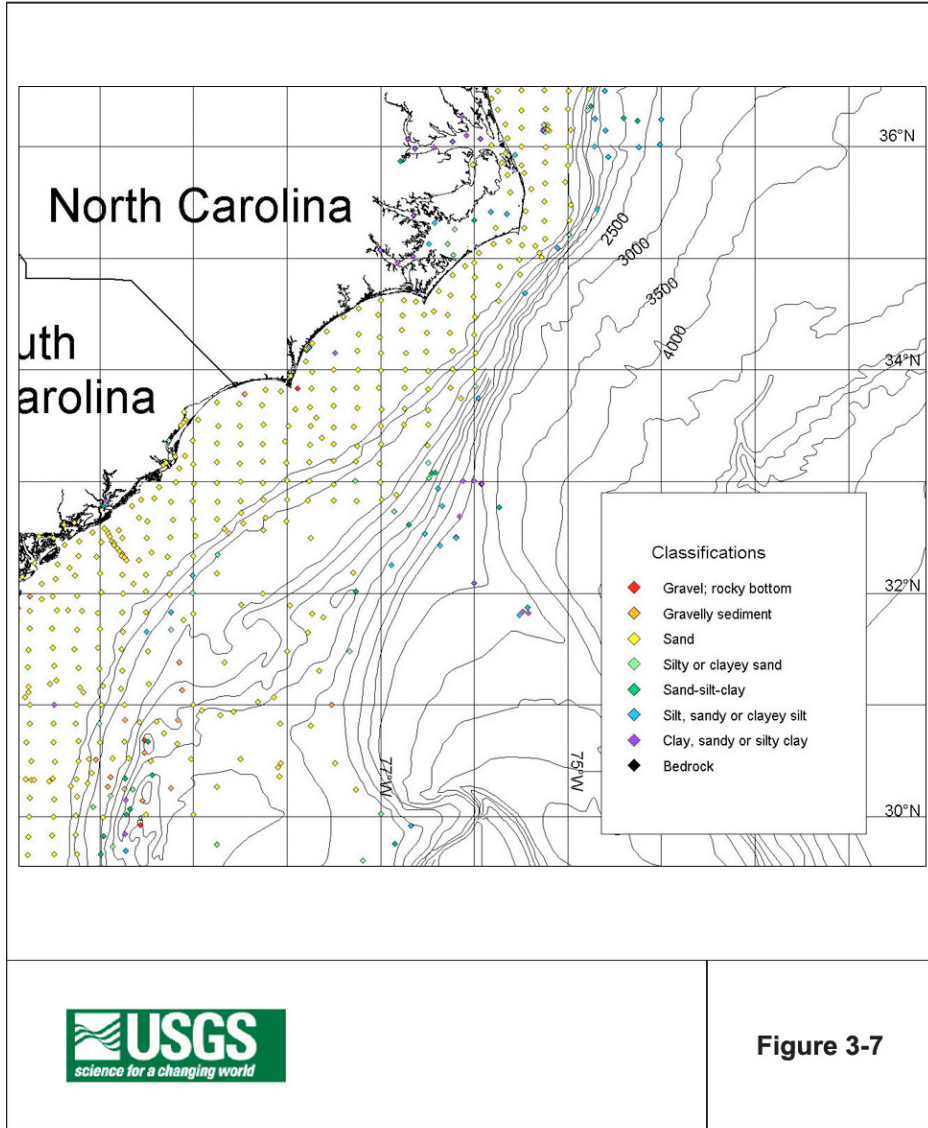 36°N
North Carolina
2500
3000
3500
4000
uth
arolina
34°N
Classifications
Gravel; rocky bottom
Gravelly sediment
Sand
Silty or clayey sand
Sand-silt-clay
Silt, sandy or clayey silt
Clay, sandy or silty clay
Bedrock
32°N
77°W
75°W
30°N
USGS
science for a changing world
Figure 3-7